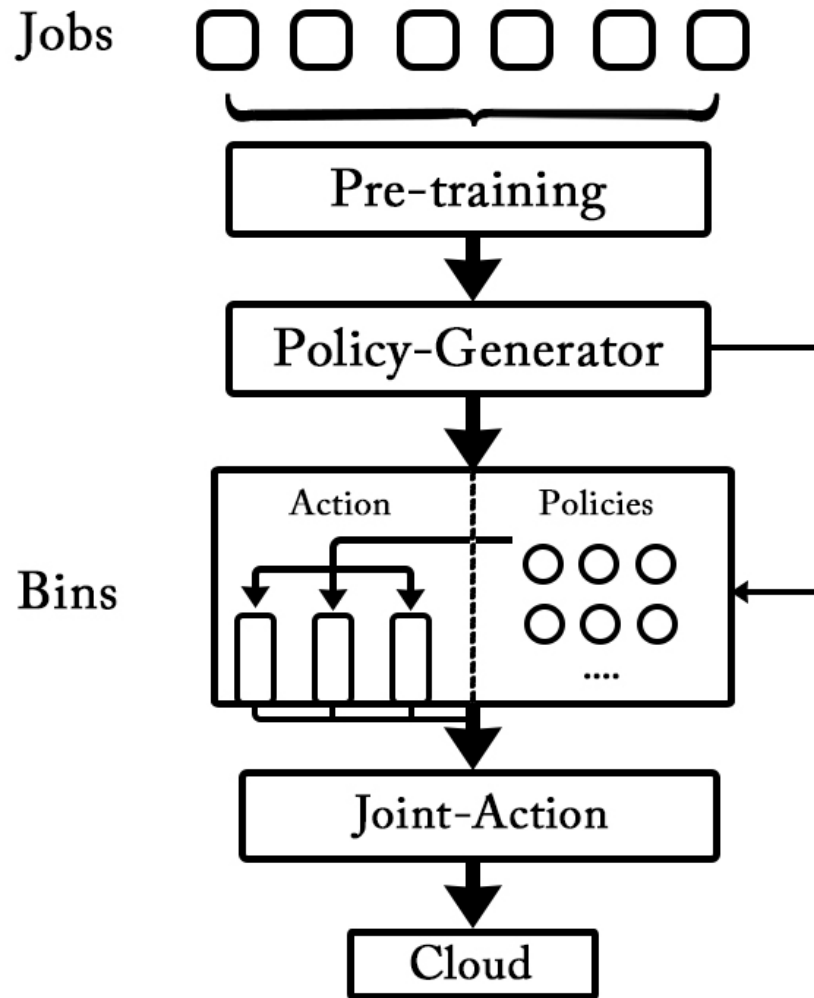 Jobs
Pre-training
Policy-Generator
Action
Policies
Bins
....
Joint-Action
Cloud